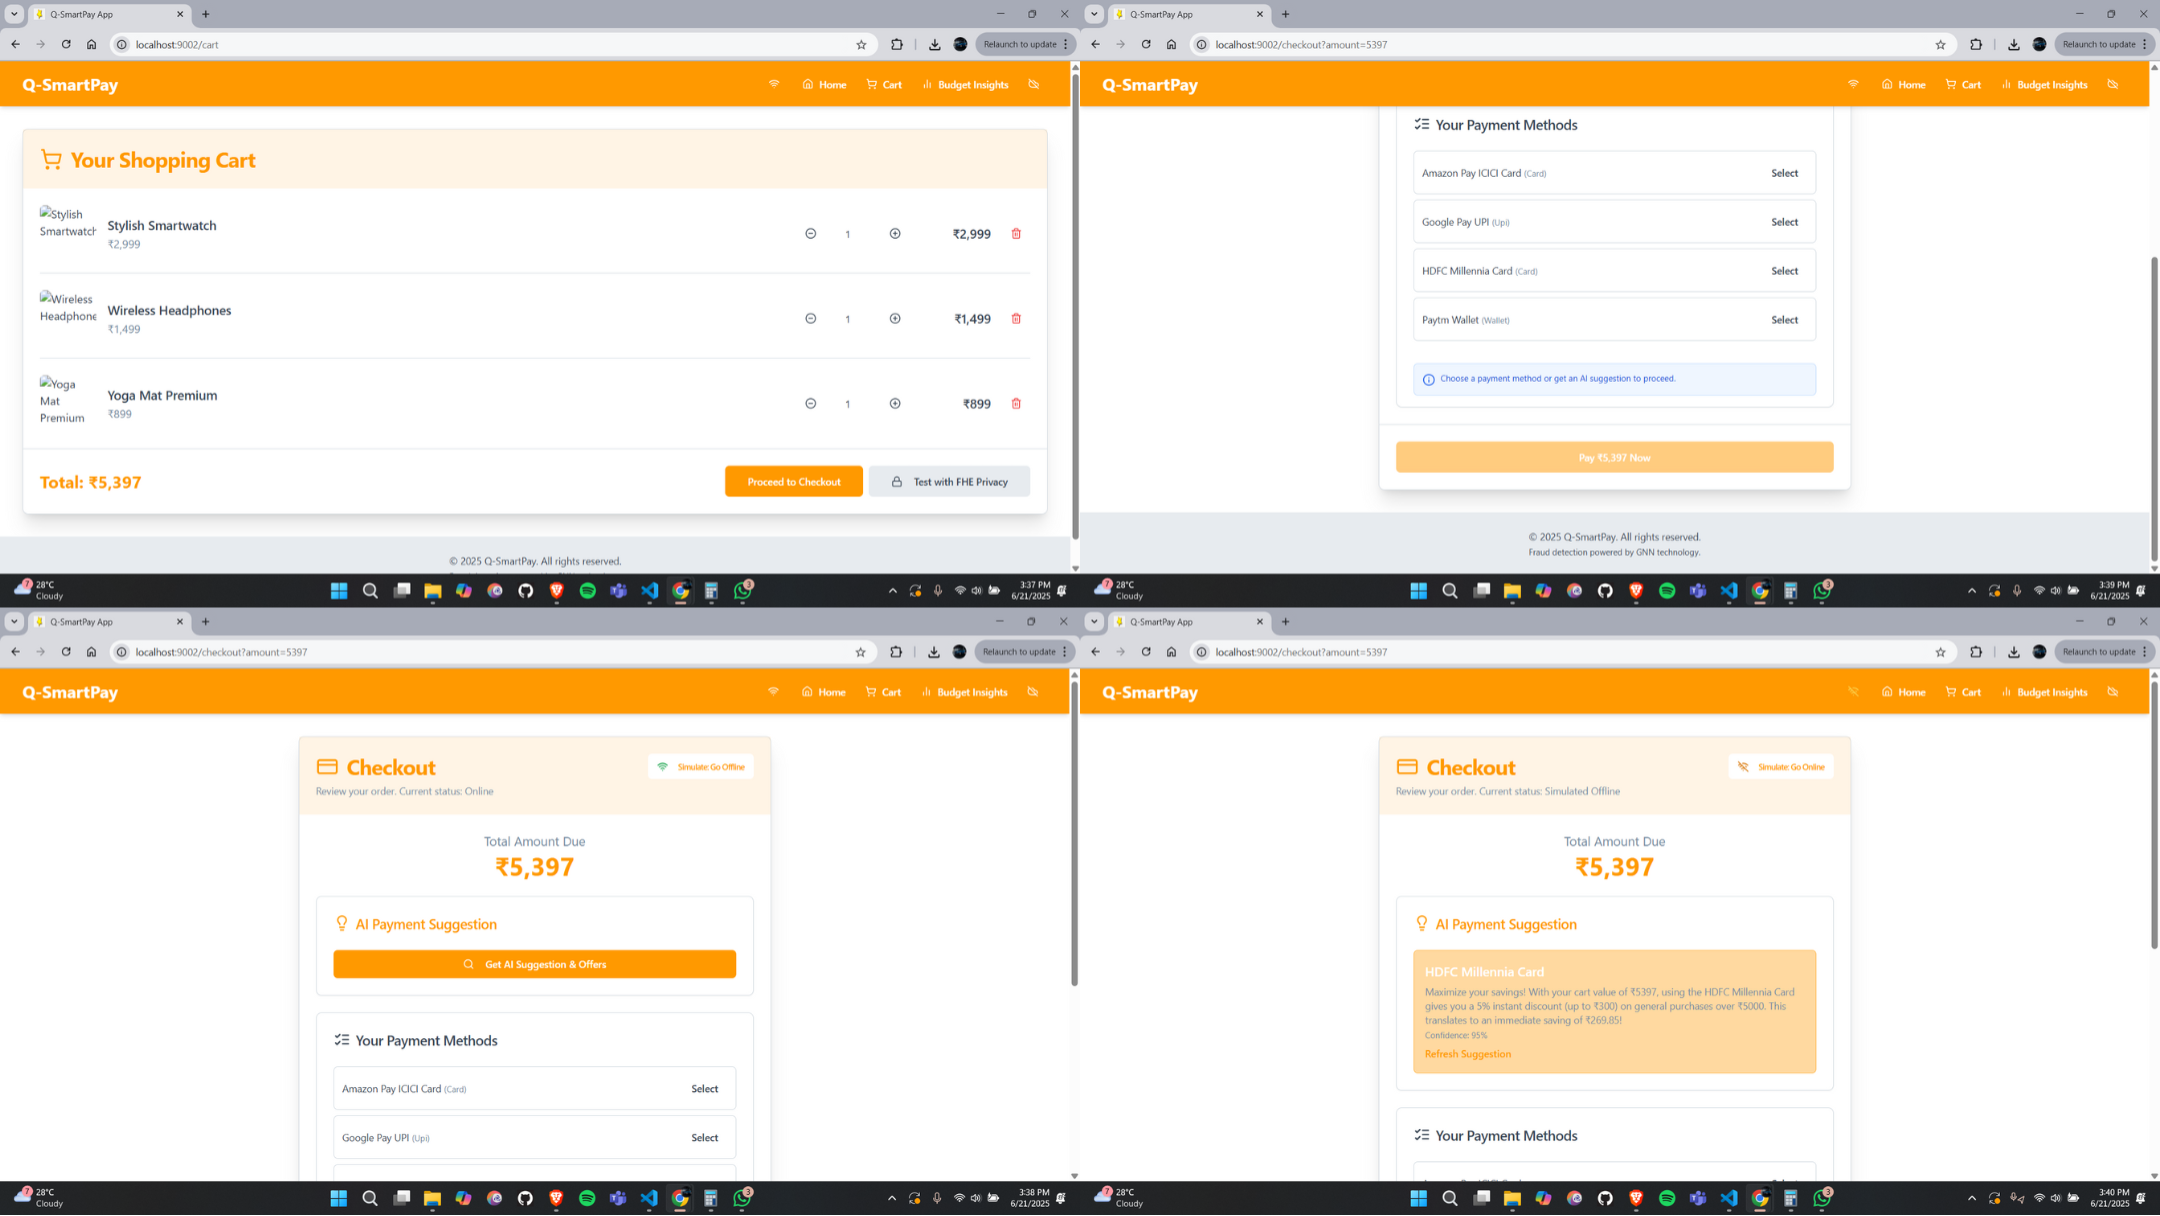 Q-SmartPay App
localhost:9002/cart
Relaunch to update
Q-SmartPay
Home
Cart
Budget Insights
Your Shopping Cart
Stylish
Smartwatch
Stylish Smartwatch
₹2,999
1
₹2,999
Wireless
Headphone
Wireless Headphones
₹1,499
1
₹1,499
Yoga
Mat
Premium
Yoga Mat Premium
₹899
1
₹899
Total: ₹5,397
Proceed to Checkout
Test with FHE Privacy
© 2025 Q-SmartPay. All rights reserved.
7
28°C
Cloudy
3
3:37 PM
6/21/2025
Q-SmartPay App
localhost:9002/checkout?amount=5397
Relaunch to update
Q-SmartPay
Home
Cart
Budget Insights
Your Payment Methods
Amazon Pay ICICI Card (Card)
Select
Google Pay UPI (Upi)
Select
HDFC Millennia Card (Card)
Select
Paytm Wallet (Wallet)
Select
Choose a payment method or get an AI suggestion to proceed.
Pay ₹5,397 Now
© 2025 Q-SmartPay. All rights reserved.
Fraud detection powered by GNN technology.
7
28°C
Cloudy
3
3:39 PM
6/21/2025
Q-SmartPay App
localhost:9002/checkout?amount=5397
Relaunch to update
Q-SmartPay
Home
Cart
Budget Insights
Checkout
Simulate: Go Offline
Review your order. Current status: Online
Total Amount Due
₹5,397
AI Payment Suggestion
Get AI Suggestion & Offers
Your Payment Methods
Amazon Pay ICICI Card (Card)
Select
Google Pay UPI (Upi)
Select
7
28°C
Cloudy
3
3:38 PM
6/21/2025
Q-SmartPay App
localhost:9002/checkout?amount=5397
Relaunch to update
Q-SmartPay
Home
Cart
Budget Insights
Checkout
Simulate: Go Online
Review your order. Current status: Simulated Offline
Total Amount Due
₹5,397
AI Payment Suggestion
HDFC Millennia Card
Maximize your savings! With your cart value of ₹5397, using the HDFC Millennia Card
gives you a 5% instant discount (up to ₹300) on general purchases over ₹5000. This
translates to an immediate saving of ₹269.85!
Confidence: 95%
Refresh Suggestion
Your Payment Methods
7
28°C
Cloudy
3
3:40 PM
6/21/2025